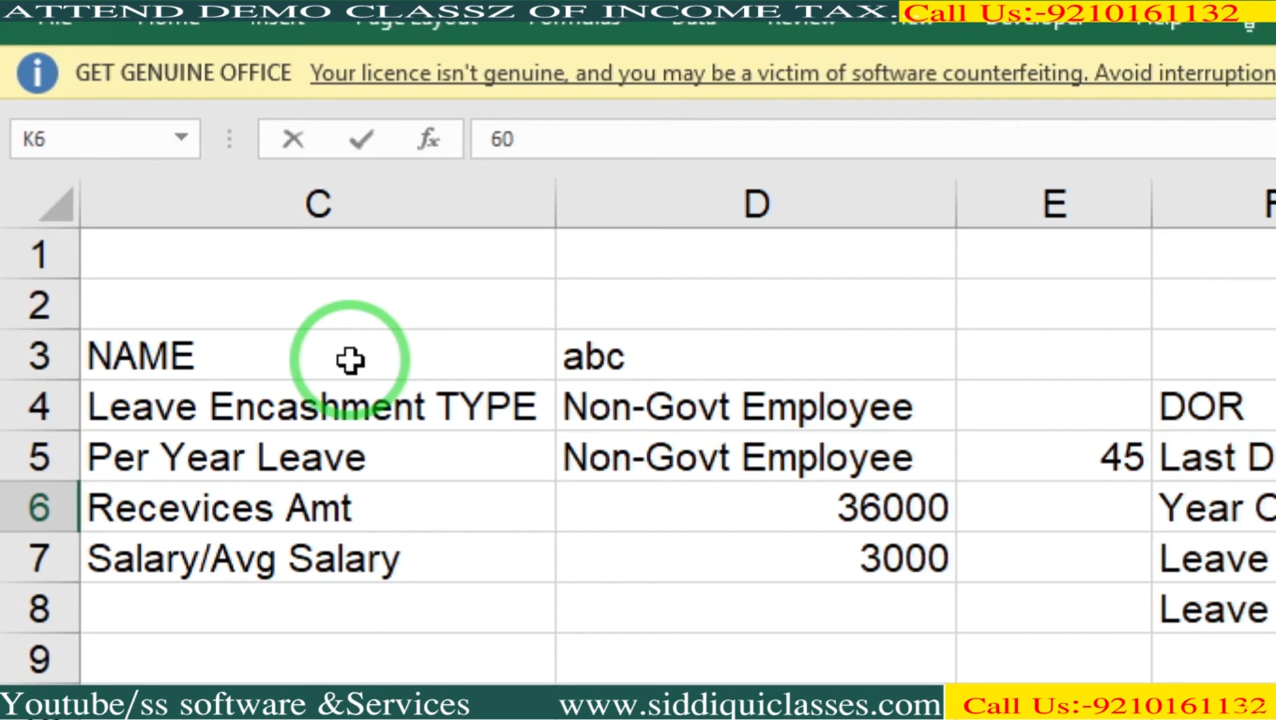 ATTEND DEMO CLASSZ OF INCOME TAX. Call Us:-9210161132
GET GENUINE OFFICE Your licence isn't genuine, and you may be a victim of software counterfeiting. Avoid interruption
K6 fx 60
C D E
1
2
3 NAME abc
4 Leave Encashment TYPE Non-Govt Employee DOR
5 Per Year Leave Non-Govt Employee 45 Last D
6 Recevices Amt 36000 Year
7 Salary/Avg Salary 3000 Leave
8 Leave
9
Youtube/ss software &Services www.siddiquiclasses.com Call Us:-9210161132